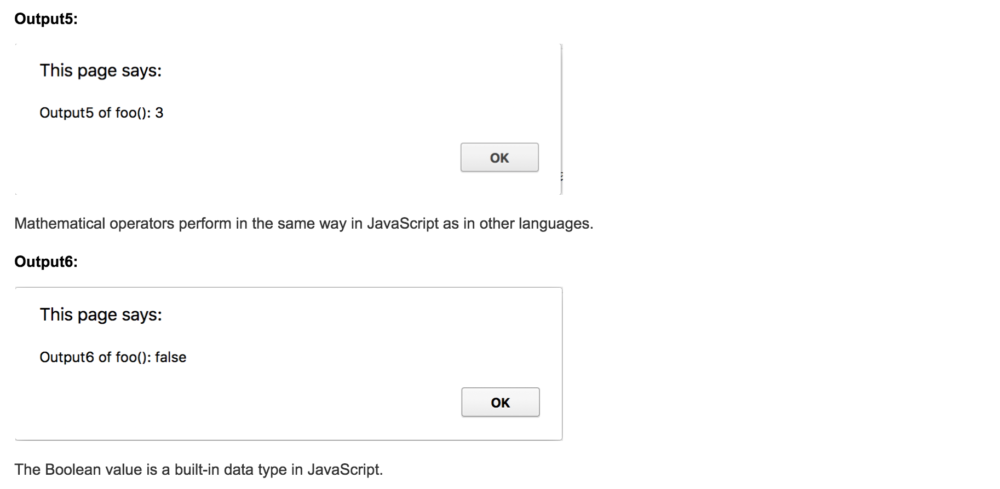 Output5:
This page says:
Output5 of foo(): 3
OK
Mathematical operators perform in the same way in JavaScript as in other languages.
Output6:
This page says:
Output6 of foo(): false
OK
The Boolean value is a built-in data type in JavaScript.